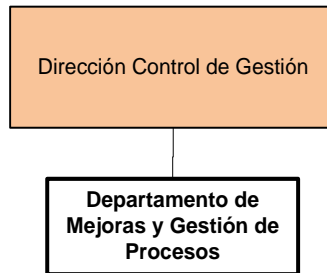 Dirección Control de Gestión
Departamento de
Mejoras y Gestión de
Procesos